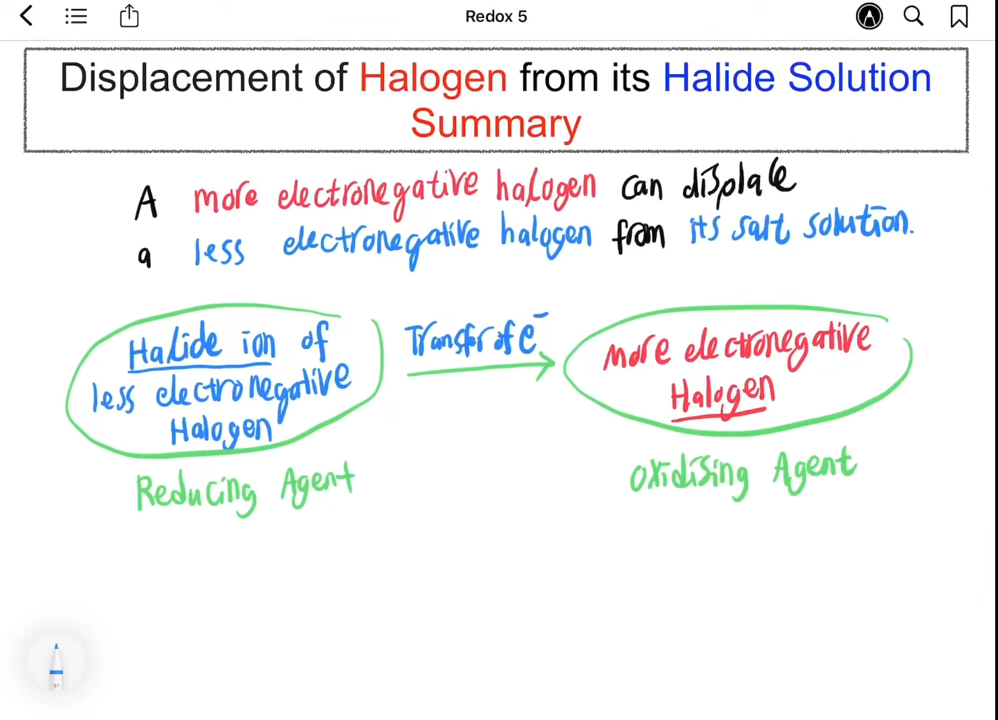 Redox 5
Displacement of Halogen from its Halide Solution
Summary
A more electronegative halogen can displace
a less electronegative halogen from its salt solution.
Halide ion of
less electronegative
Halogen
Transfer of e⁻
more electronegative
Halogen
Reducing Agent
Oxidising Agent